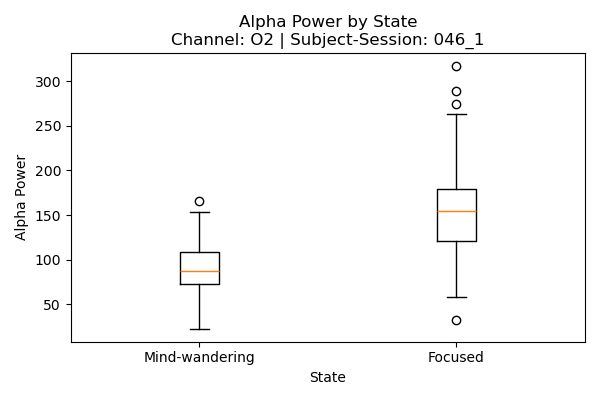 Alpha Power by State
Channel: O2 | Subject-Session: 046_1
Alpha Power
300
250
200
150
100
50
Mind-wandering
Focused
State